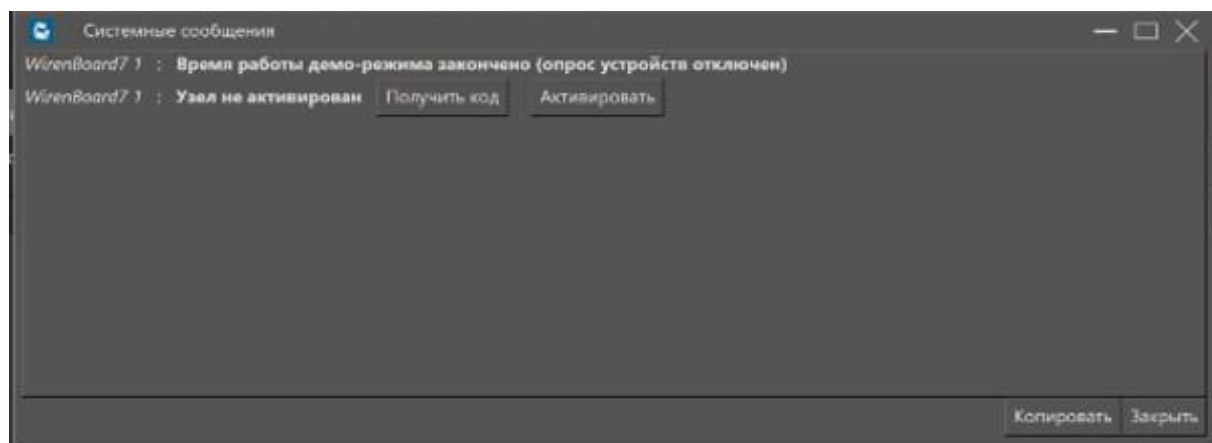 Системные сообщения
WirenBoard7 1 : Время работы демо-режима закончено (опрос устройств отключен)
WirenBoard7 1 : Узел не активирован Получить код Активировать
Копировать Закрыть